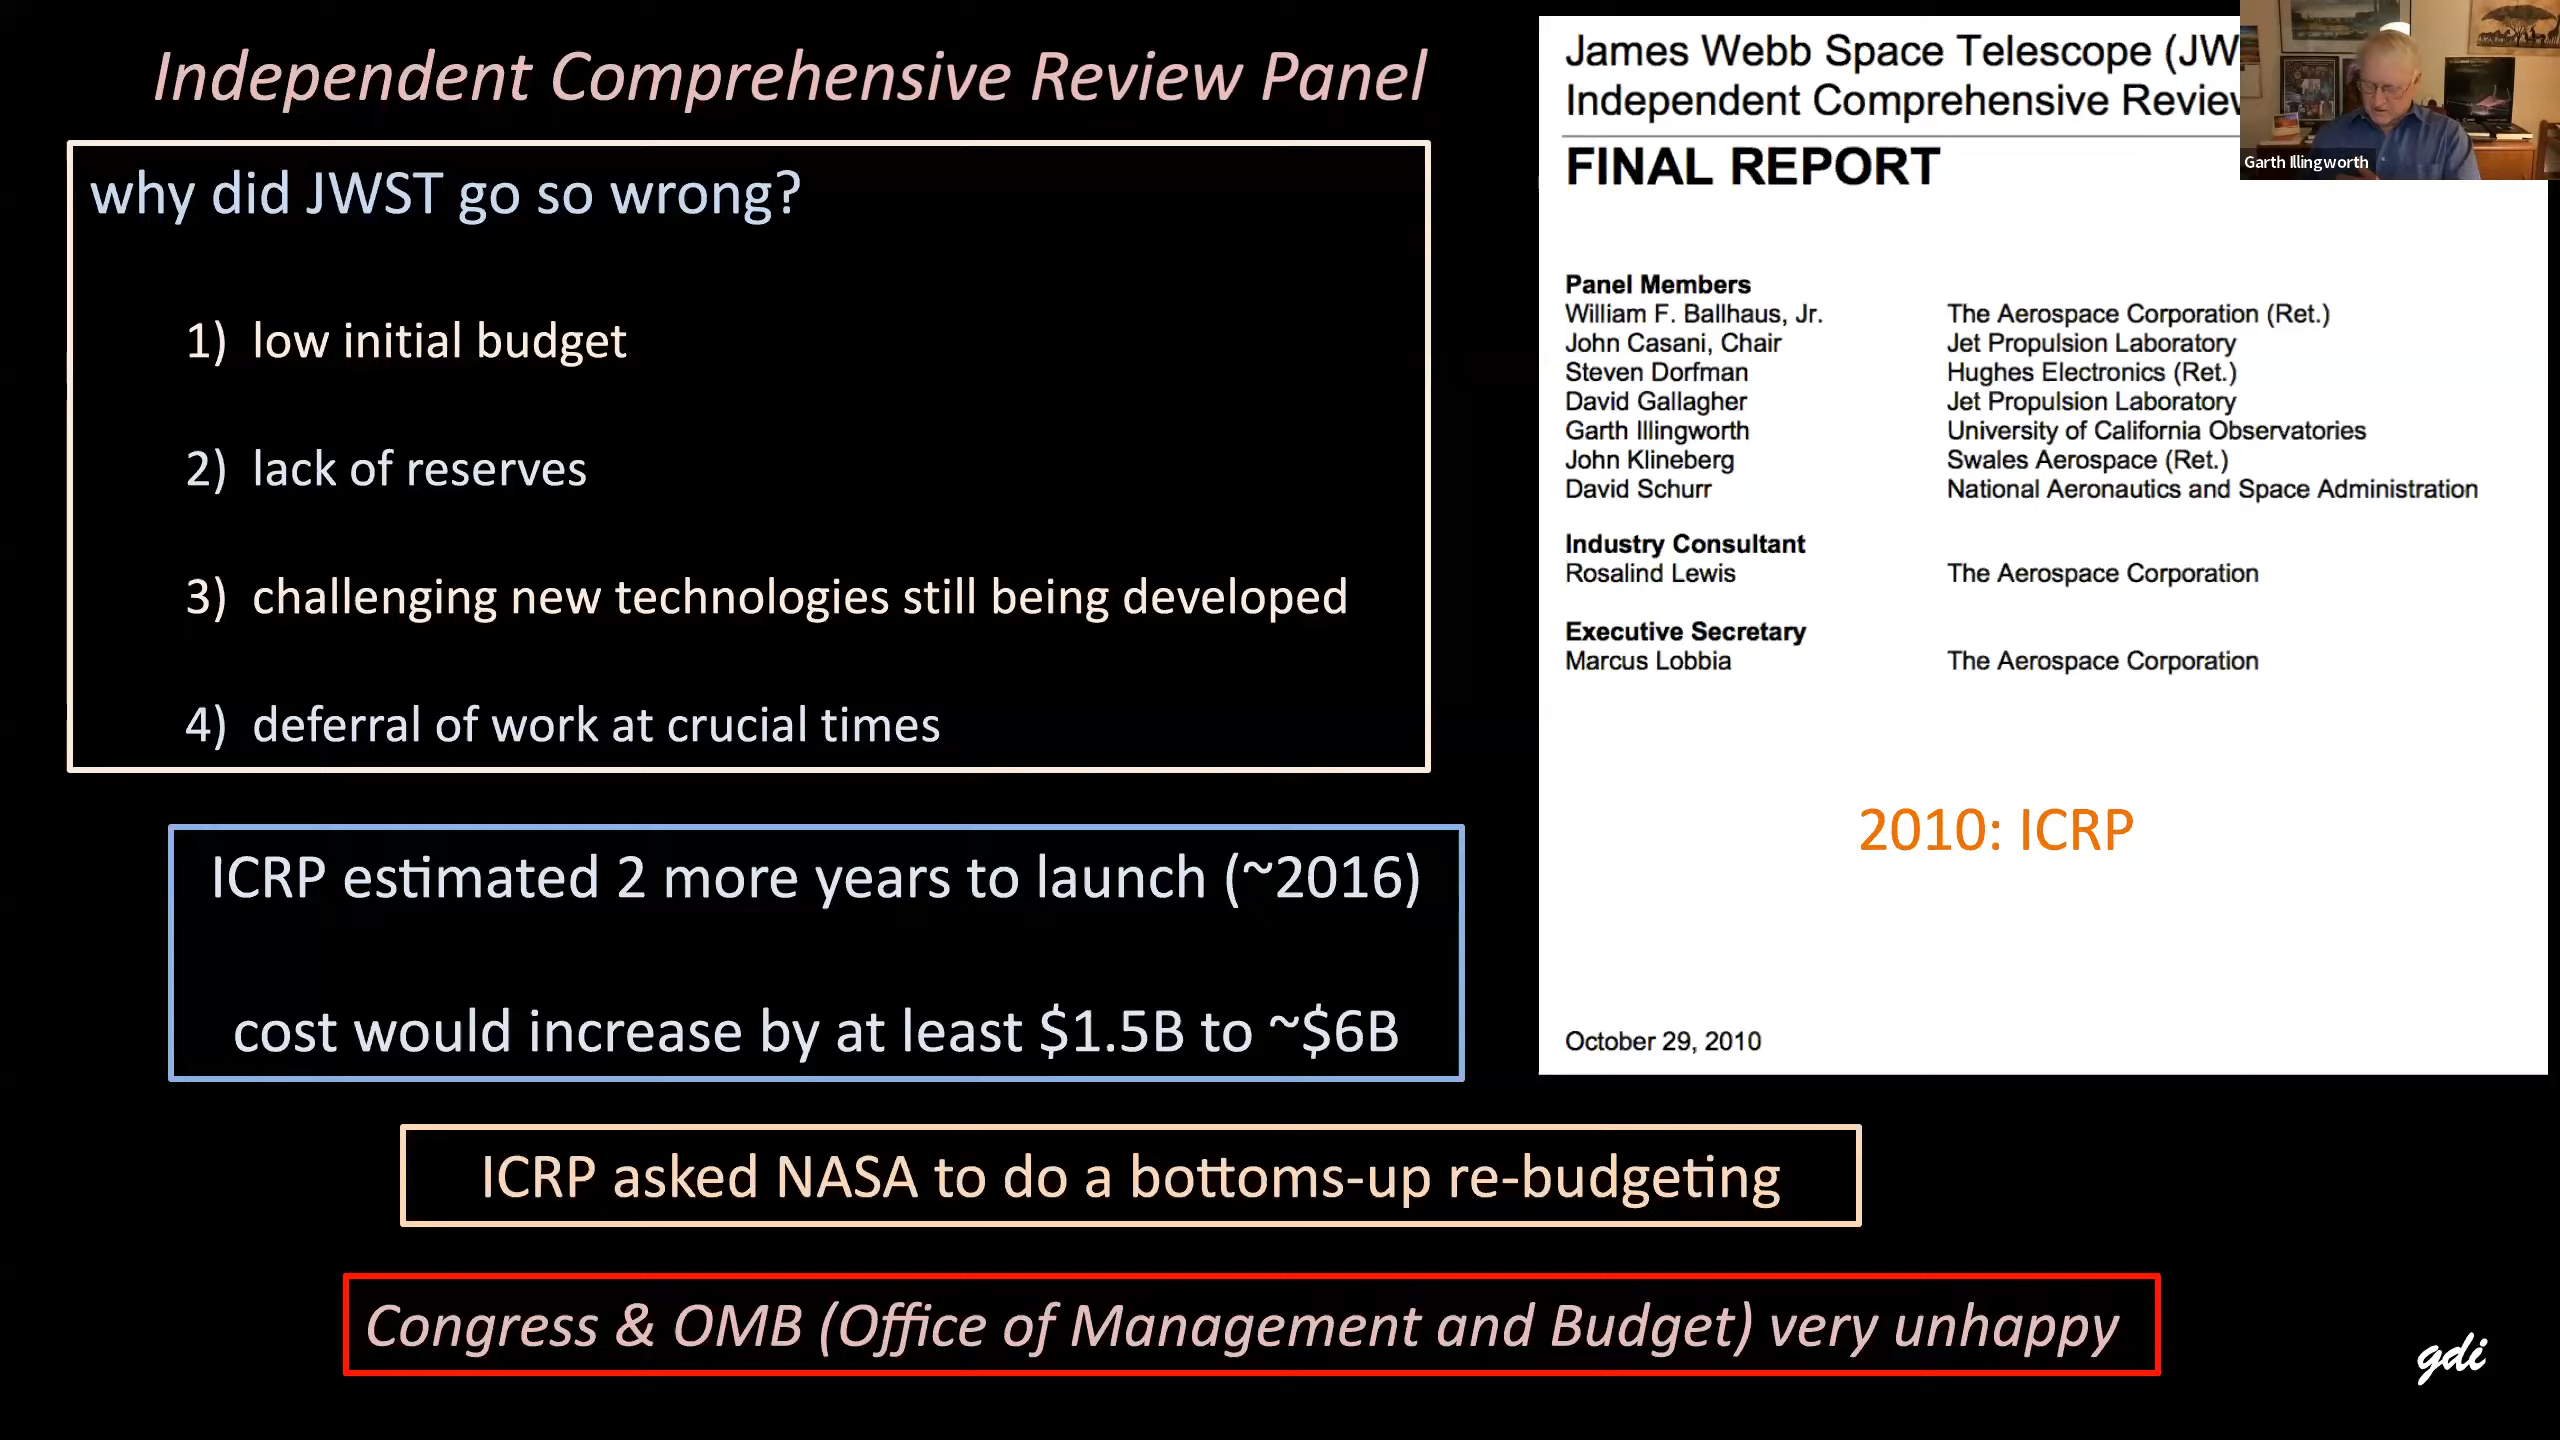 Independent Comprehensive Review Panel
why did JWST go so wrong?
1) low initial budget
2) lack of reserves
3) challenging new technologies still being developed
4) deferral of work at crucial times
ICRP estimated 2 more years to launch (~2016)
cost would increase by at least $1.5B to ~$6B
ICRP asked NASA to do a bottoms-up re-budgeting
Congress & OMB (Office of Management and Budget) very unhappy
James Webb Space Telescope (JW
Independent Comprehensive Review
FINAL REPORT
Panel Members
William F. Ballhaus, Jr. The Aerospace Corporation (Ret.)
John Casani, Chair Jet Propulsion Laboratory
Steven Dorfman Hughes Electronics (Ret.)
David Gallagher Jet Propulsion Laboratory
Garth Illingworth University of California Observatories
John Klineberg Swales Aerospace (Ret.)
David Schurr National Aeronautics and Space Administration
Industry Consultant
Rosalind Lewis The Aerospace Corporation
Executive Secretary
Marcus Lobbia The Aerospace Corporation
2010: ICRP
October 29, 2010
Garth Illingworth
gdi